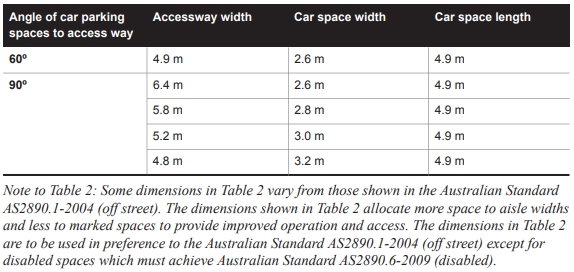 Angle of car parking spaces to access way Accessway width Car space width Car space length
60º 4.9 m 2.6 m 4.9 m
90º 6.4 m 2.6 m 4.9 m
5.8 m 2.8 m 4.9 m
5.2 m 3.0 m 4.9 m
4.8 m 3.2 m 4.9 m
Note to Table 2: Some dimensions in Table 2 vary from those shown in the Australian Standard
AS2890.1-2004 (off street). The dimensions shown in Table 2 allocate more space to aisle widths
and less to marked spaces to provide improved operation and access. The dimensions in Table 2
are to be used in preference to the Australian Standard AS2890.1-2004 (off street) except for
disabled spaces which must achieve Australian Standard AS2890.6-2009 (disabled).